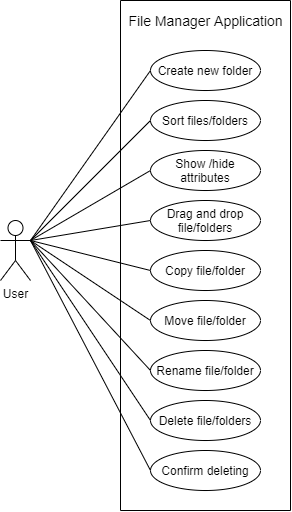 File Manager Application
Create new folder
Sort files/folders
Show /hide
attributes
Drag and drop
file/folders
Copy file/folder
Move file/folder
Rename file/folder
Delete file/folders
Confirm deleting
User